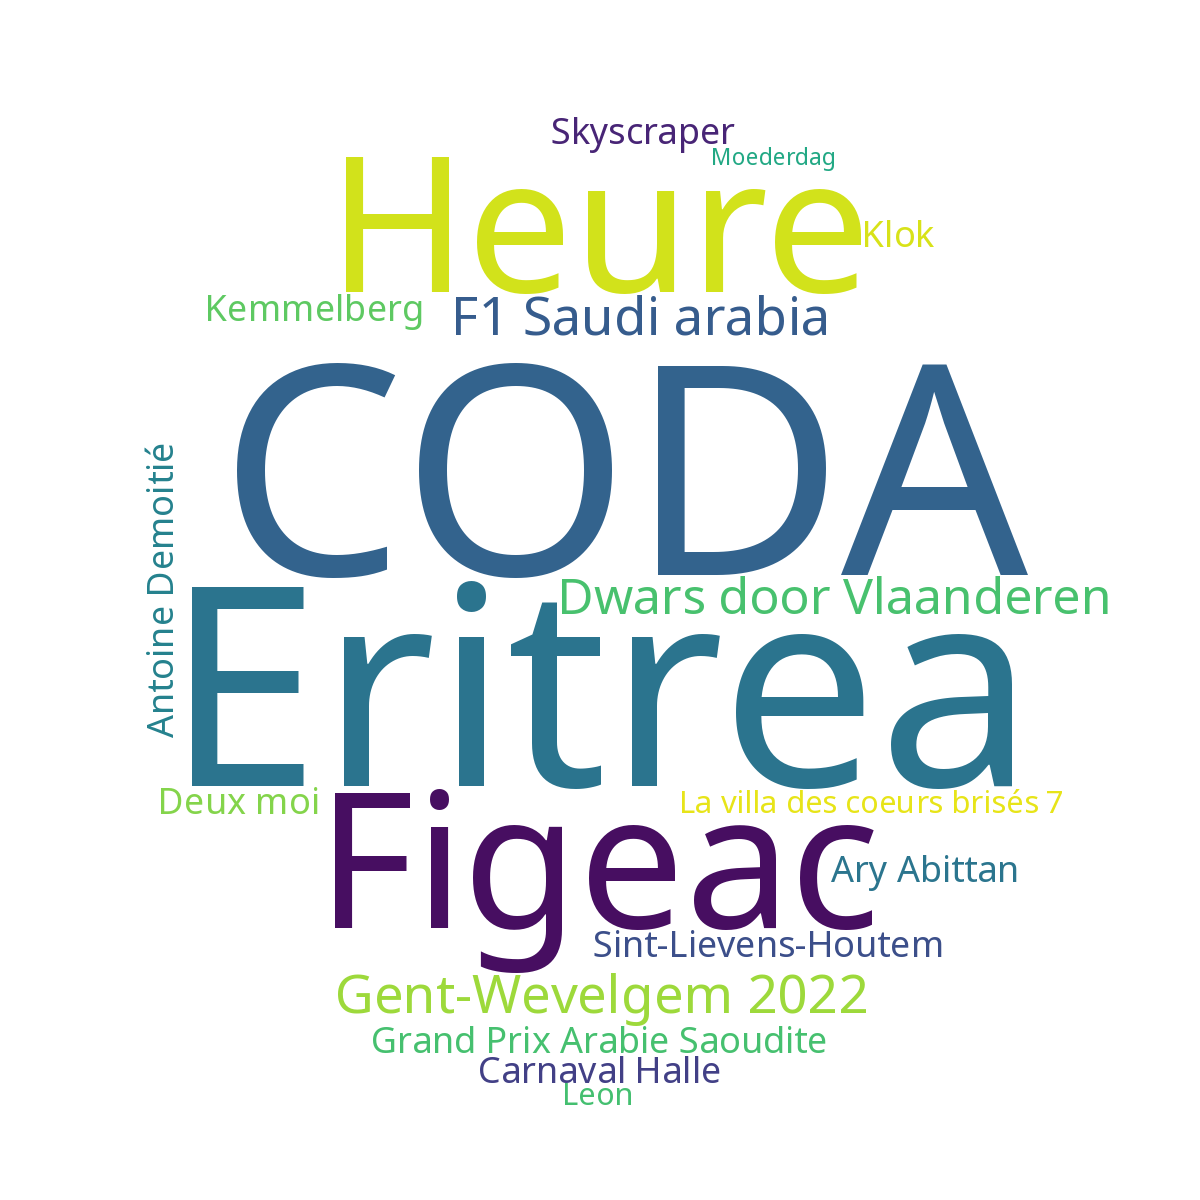 Skyscraper
Moederdag
Heure
Klok
Kemmelberg
F1 Saudi arabia
CODA
Antoine Demoitié
Dwars door Vlaanderen
Eritrea
Deux moi
La villa des coeurs brisés 7
Figeac
Ary Abittan
Sint-Lievens-Houtem
Gent-Wevelgem 2022
Grand Prix Arabie Saoudite
Carnaval Halle
Leon